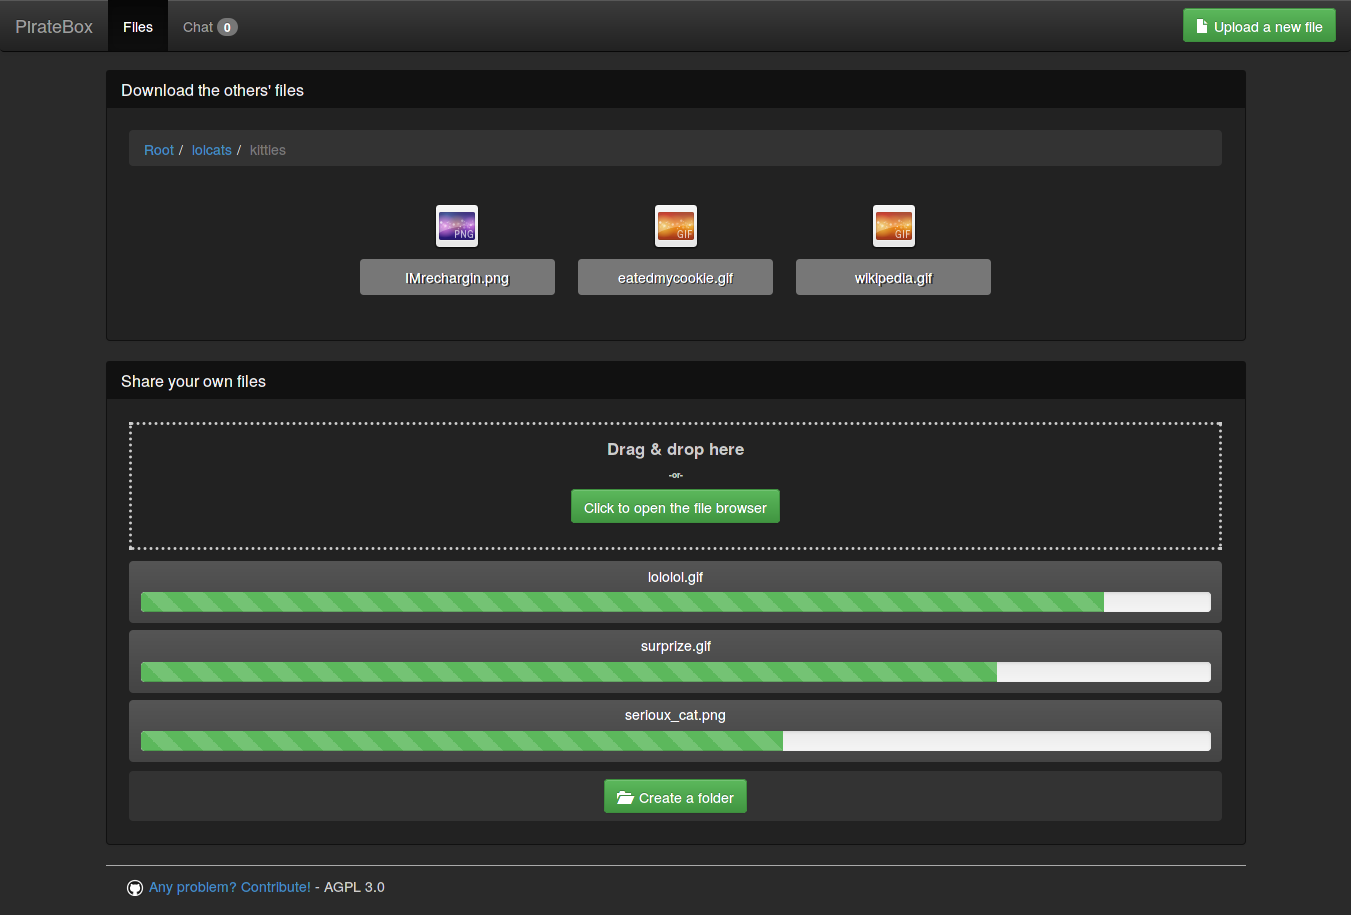 PirateBox Files Chat 0 Upload a new file
Download the others' files
Root / lolcats / kitties
PNG GIF GIF
IMrechargin.png eatedmycookie.gif wikipedia.gif
Share your own files
Drag & drop here
-or-
Click to open the file browser
lololol.gif
surprize.gif
serioux_cat.png
Create a folder
Any problem? Contribute! - AGPL 3.0